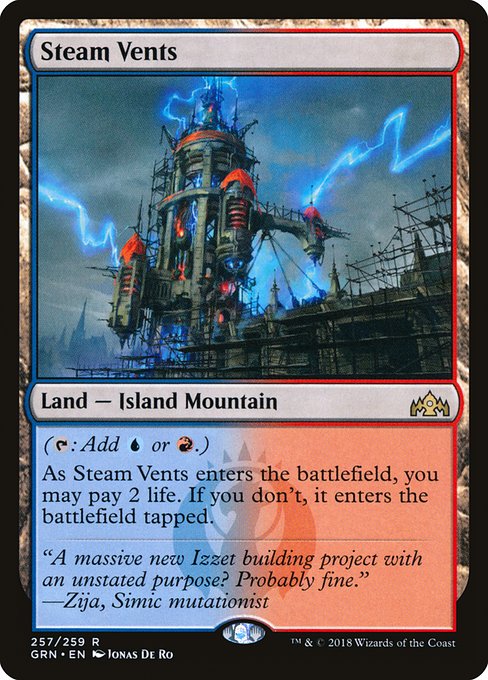 Steam Vents
Land — Island Mountain
(: Add  or .)
As Steam Vents enters the battlefield, you
may pay 2 life. If you don't, it enters the
battlefield tapped.
"A massive new Izzet building project with
an unstated purpose? Probably fine."
—Zija, Simic mutationist
257/259 R
GRN • EN Jonas De Ro
™ & © 2018 Wizards of the Coast